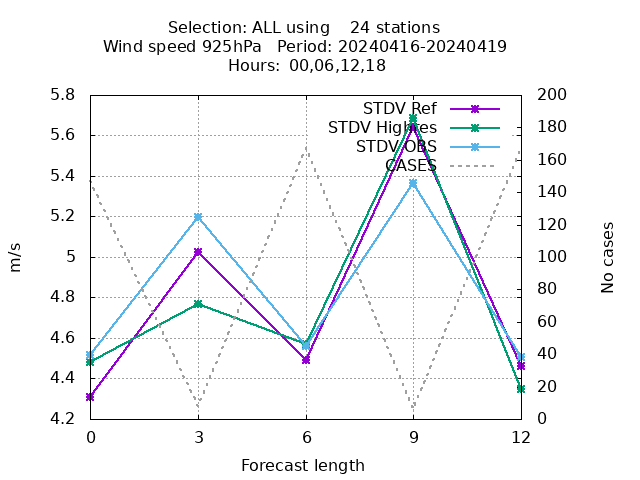 Selection: ALL using    24 stations
Wind speed 925hPa   Period: 20240416-20240419
Hours: 00,06,12,18
5.8
5.6
5.4
5.2
5
4.8
4.6
4.4
4.2
m/s
200
180
160
140
120
100
80
60
40
20
0
No cases
STDV Ref
STDV Highres
STDV OBS
CASES
0
3
6
9
12
Forecast length